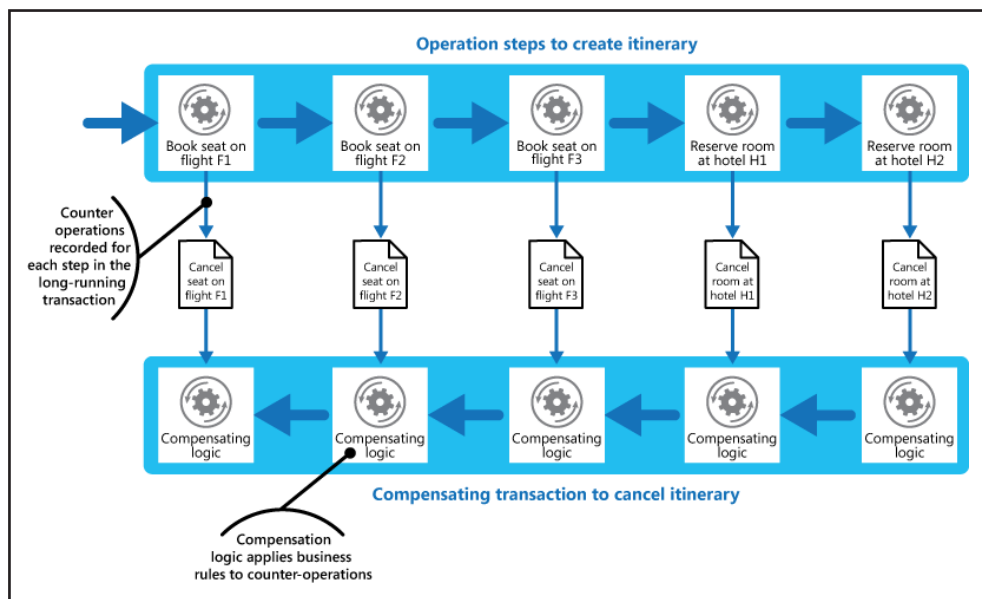 Operation steps to create itinerary
Book seat on
flight F1
Book seat on
flight F2
Book seat on
flight F3
Reserve room
at hotel H1
Reserve room
at hotel H2
Counter
operations
recorded for
each step in the
long-running
transaction
Cancel
seat on
flight F1
Cancel
seat on
flight F2
Cancel
seat on
flight F3
Cancel
room at
hotel H1
Cancel
room at
hotel H2
Compensating
logic
Compensating
logic
Compensating
logic
Compensating
logic
Compensating
logic
Compensating transaction to cancel itinerary
Compensation
logic applies business
rules to counter-operations